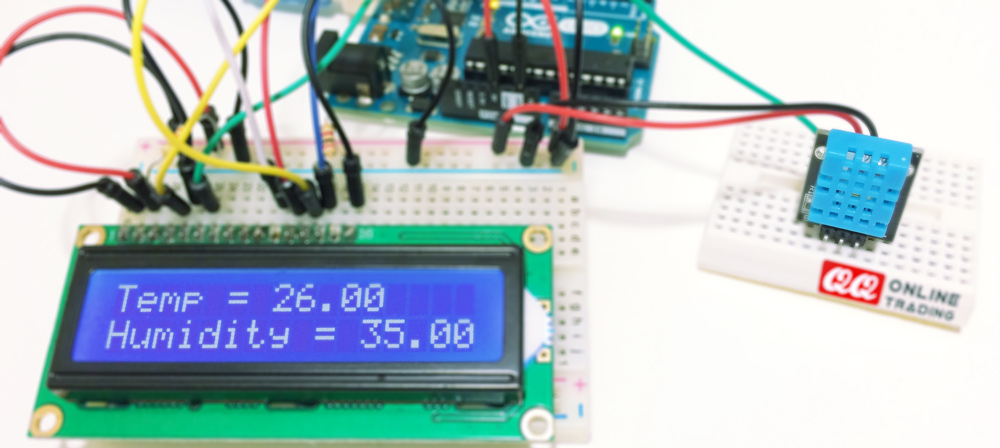 Temp = 26.00
Humidity = 35.00
QQ ONLINE
TRADING